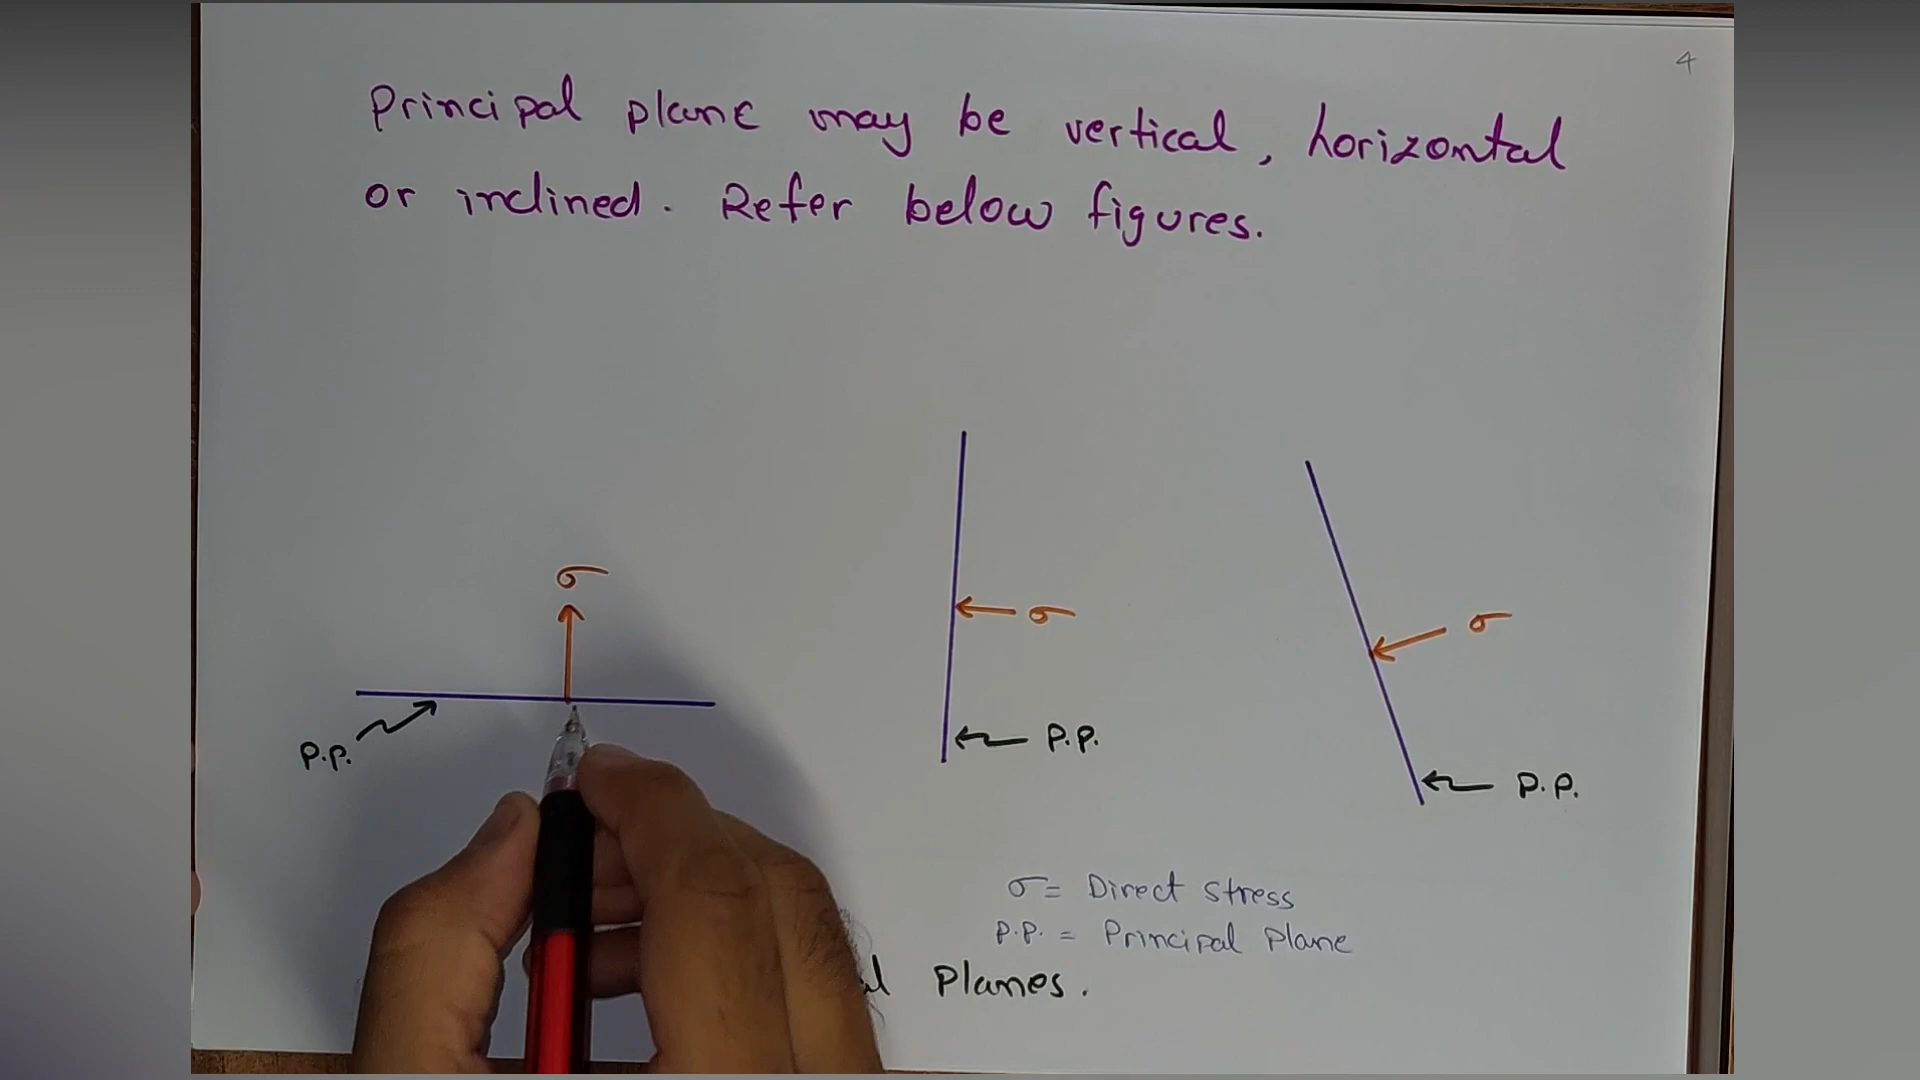 4
Principal plane may be vertical, horizontal
or inclined. Refer below figures.
σ
σ
σ
P.P.
P.P.
P.P.
σ = Direct stress
P.P. = Principal Plane
Planes.